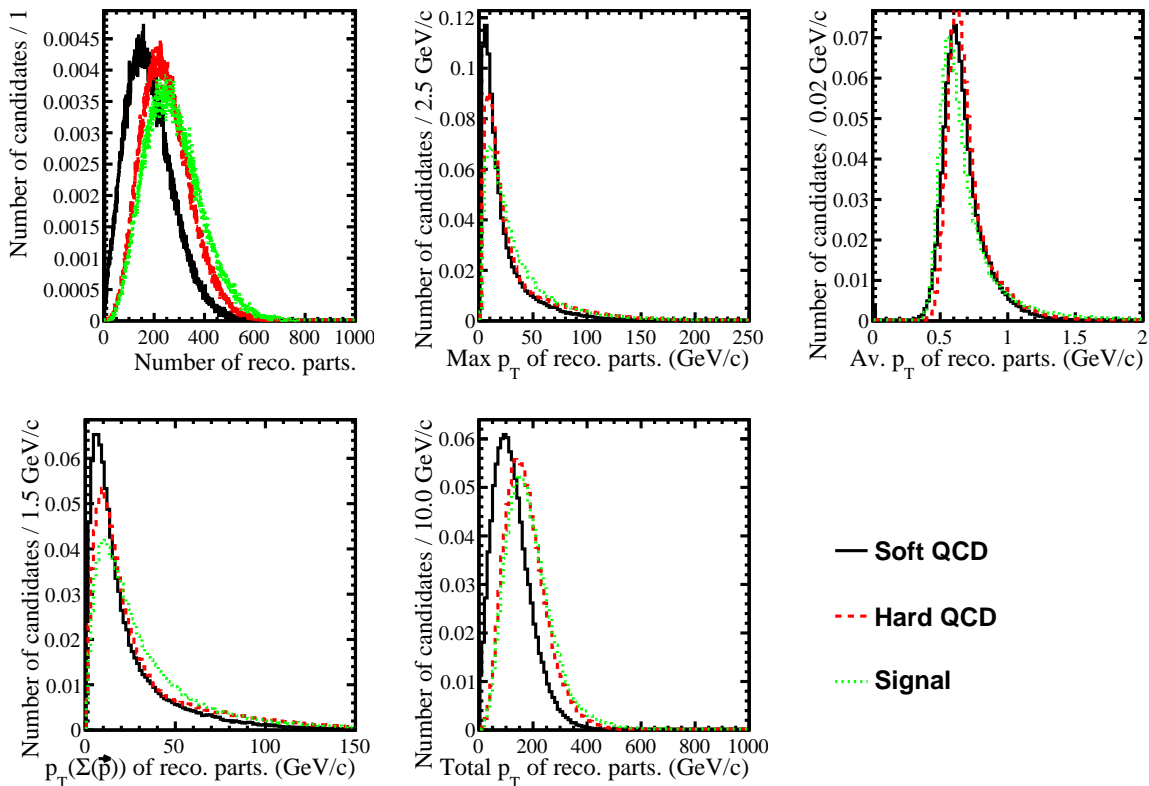 Number of candidates / 1
0.0045
0.004
0.0035
0.003
0.0025
0.002
0.0015
0.001
0.0005
0
0 200 400 600 800 1000
Number of reco. parts.
Number of candidates / 2.5 GeV/c
0.12
0.1
0.08
0.06
0.04
0.02
0
0 50 100 150 200 250
Max p_T of reco. parts. (GeV/c)
Number of candidates / 0.02 GeV/c
0.07
0.06
0.05
0.04
0.03
0.02
0.01
0
0 0.5 1 1.5 2
Av. p_T of reco. parts. (GeV/c)
Number of candidates / 1.5 GeV/c
0.06
0.05
0.04
0.03
0.02
0.01
0
0 50 100 150
p_T(Σ(p⃗)) of reco. parts. (GeV/c)
Number of candidates / 10.0 GeV/c
0.06
0.05
0.04
0.03
0.02
0.01
0
0 200 400 600 800 1000
Total p_T of reco. parts. (GeV/c)
Soft QCD
Hard QCD
Signal